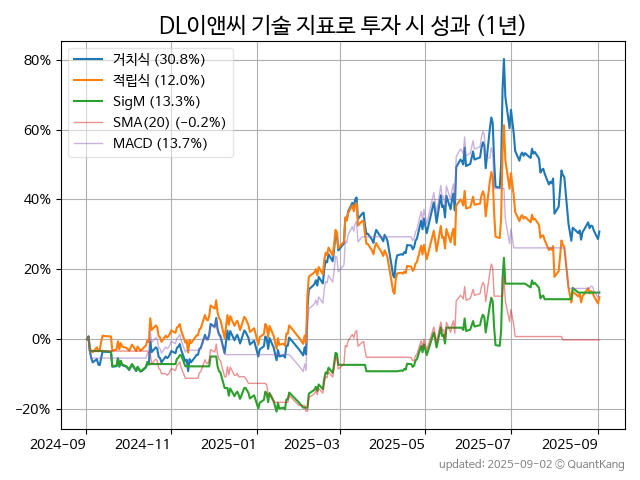 DL이앤씨 기술 지표로 투자 시 성과 (1년)
거치식 (30.8%)
적립식 (12.0%)
SigM (13.3%)
SMA(20) (−0.2%)
MACD (13.7%)
80%
60%
40%
20%
0%
−20%
2024-09
2024-11
2025-01
2025-03
2025-05
2025-07
2025-09
updated: 2025-09-02 © QuantKang